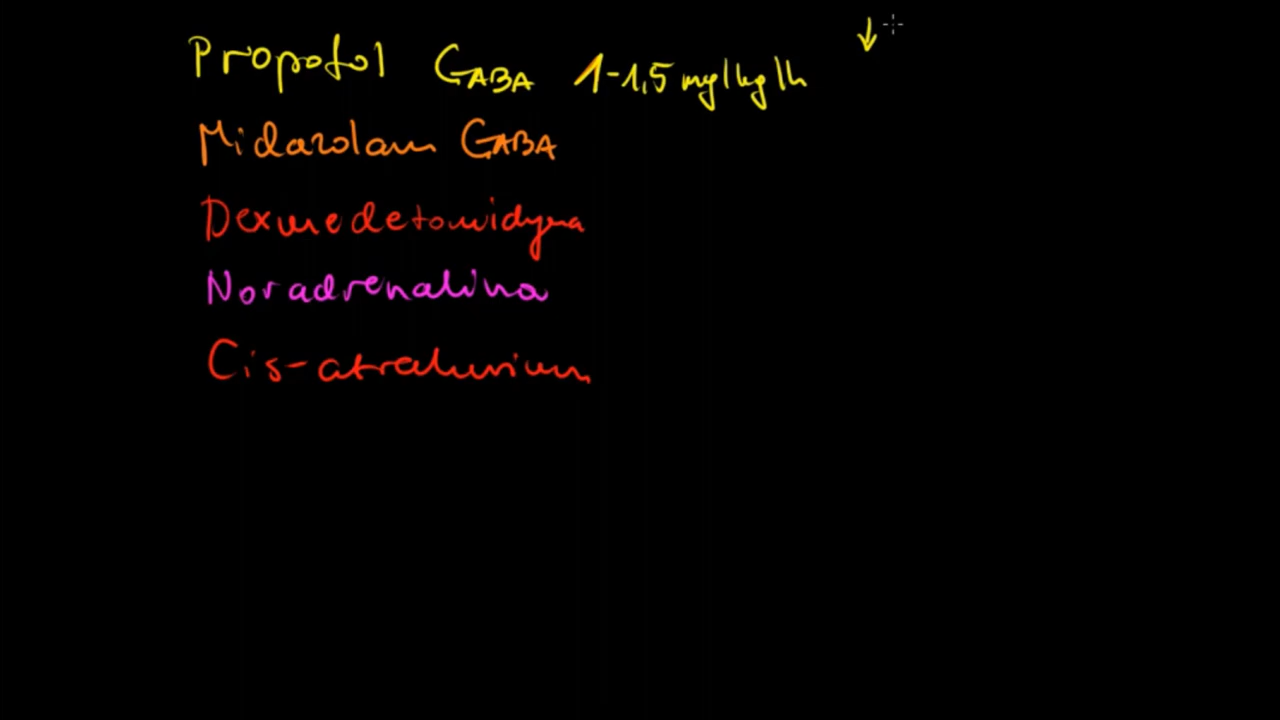 Propofol GABA 1-1,5 mg/kg/h ↓
Midazolam GABA
Dexmedetomidyna
Noradrenalina
Cis-atrakurium